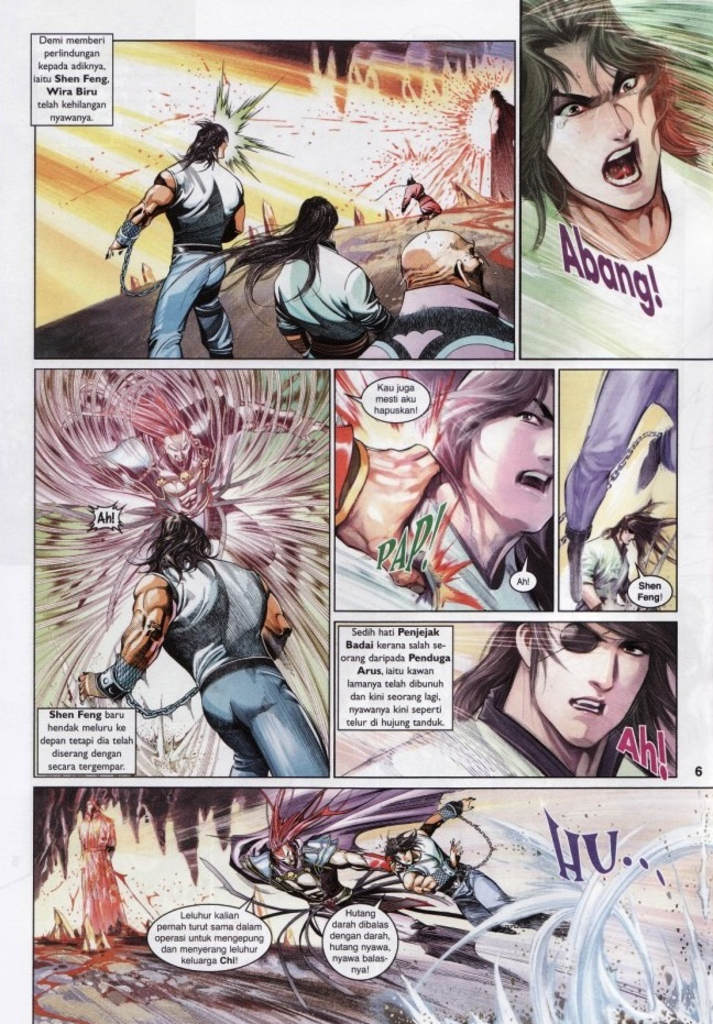 Demi memberi
perlindungan
kepada adiknya,
iaitu Shen Feng,
Wira Biru
telah kehilangan
nyawanya.
Abang!
Ah!
Shen Feng baru
hendak meluru ke
depan tetapi dia telah
diserang dengan
secara tergempar.
Kau juga
mesti aku
hapuskan!
PAP!
Ah!
Shen
Feng!
Sedih hati Penjejak
Badai kerana salah se-
orang daripada Penduga
Arus, iaitu kawan
lamanya telah dibunuh
dan kini seorang lagi,
nyawanya kini seperti
telur di hujung tanduk.
Ah!
6
Leluhur kalian
pernah turut sama dalam
operasi untuk mengepung
dan menyerang leluhur
keluarga Chi!
Hutang
darah dibalas
dengan darah,
hutang nyawa,
nyawa balas-
nya!
HU...